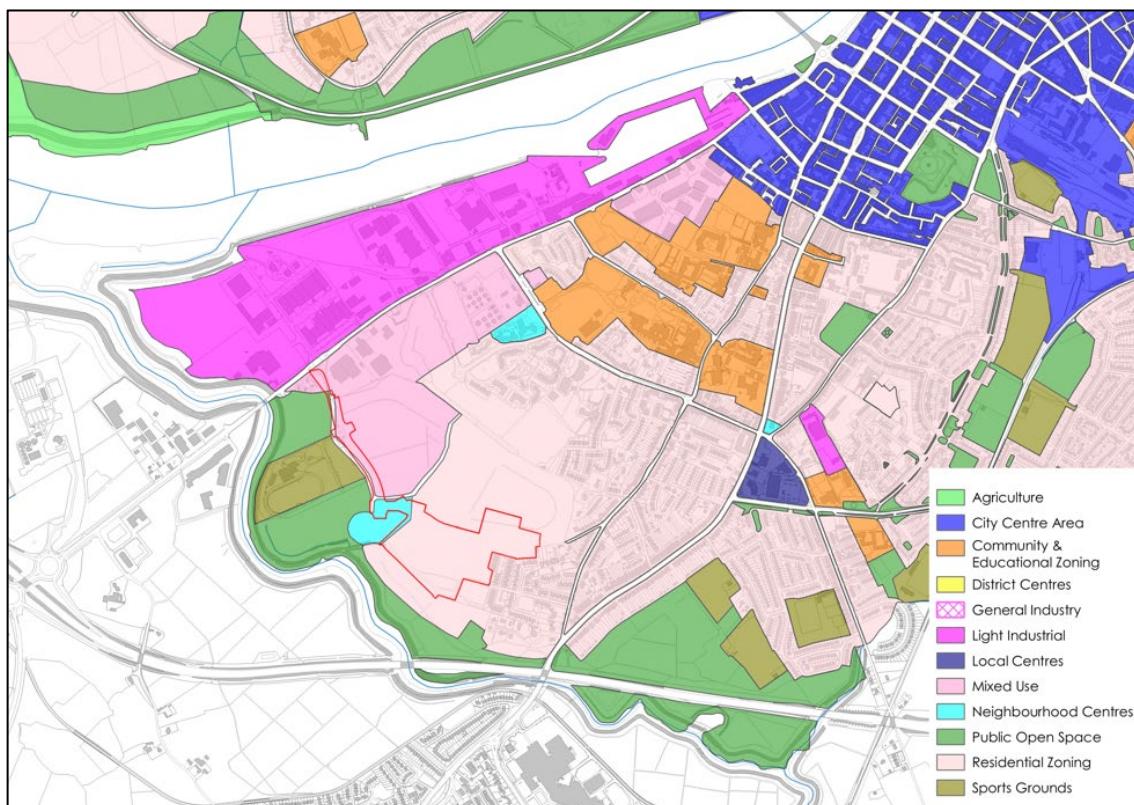 Agriculture
City Centre Area
Community &
Educational Zoning
District Centres
General Industry
Light Industrial
Local Centres
Mixed Use
Neighbourhood Centres
Public Open Space
Residential Zoning
Sports Grounds